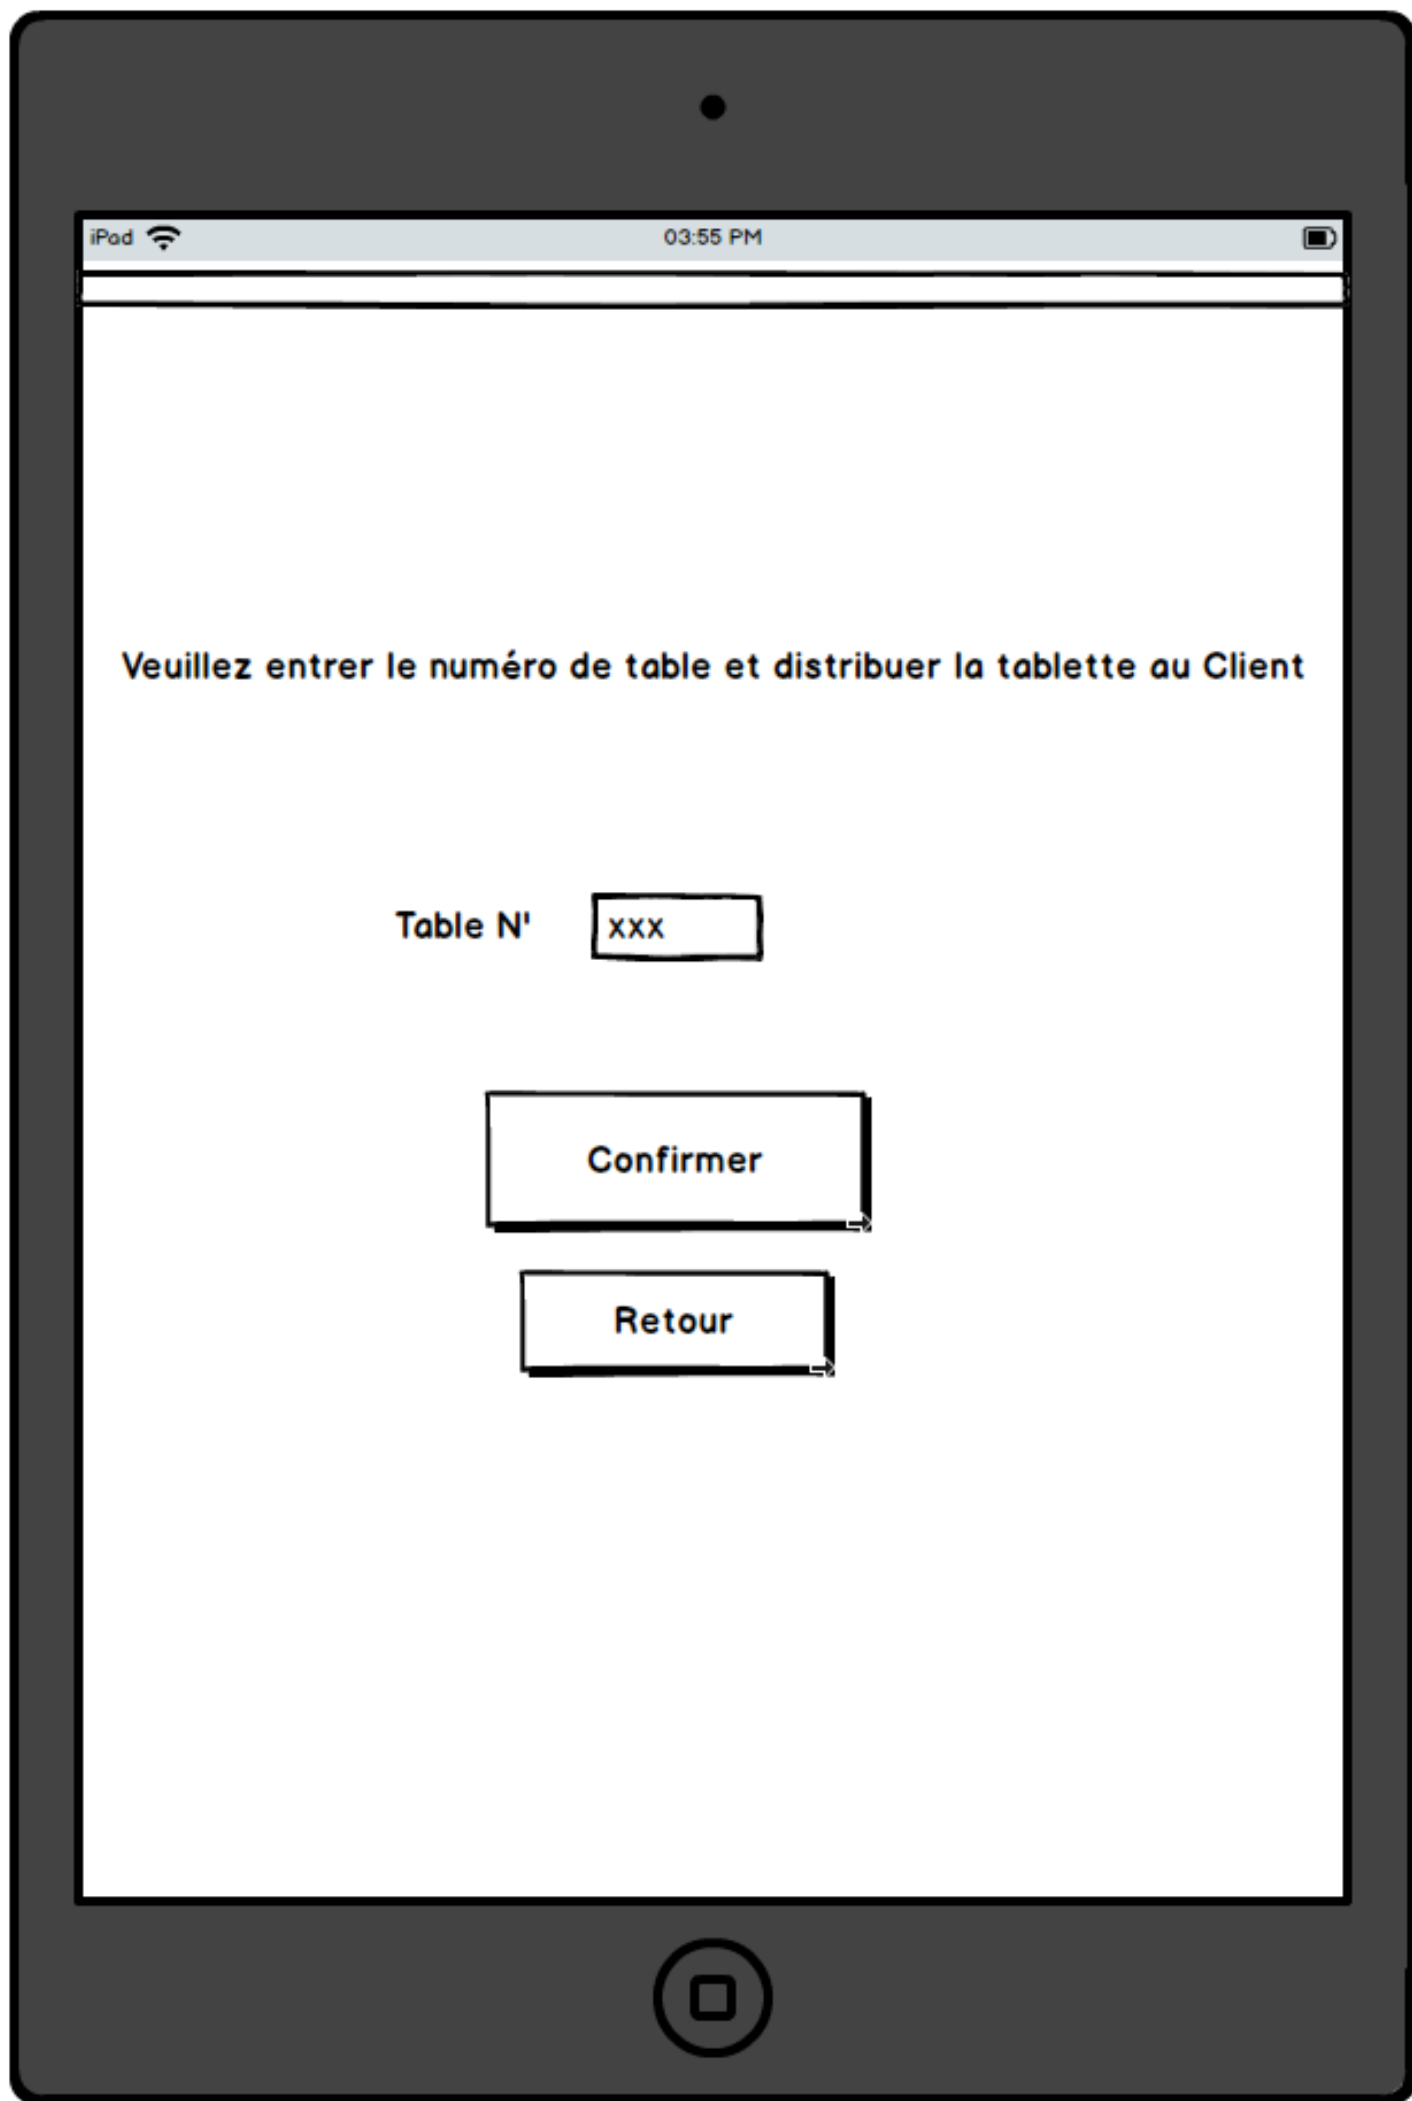 iPad 03:55 PM
Veuillez entrer le numéro de table et distribuer la tablette au Client
Table N' xxx
Confirmer
Retour